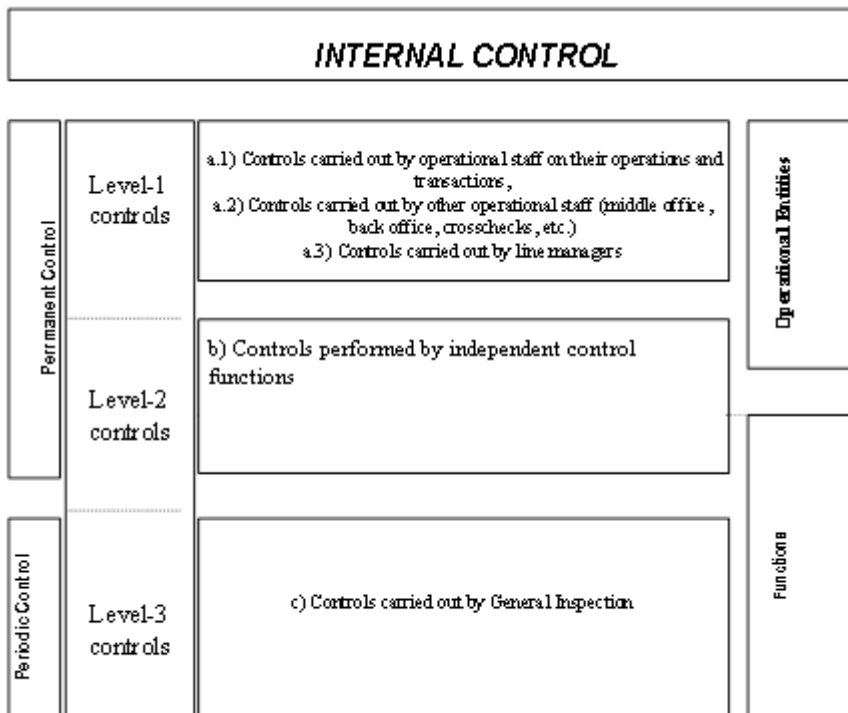 INTERNAL CONTROL
Permanent Control
Level-1
controls
a.1) Controls carried out by operational staff on their operations and
transactions,
a.2) Controls carried out by other operational staff (middle office,
back office, crosschecks, etc.)
a.3) Controls carried out by line managers
Operational Entities
Level-2
controls
b) Controls performed by independent control
functions
Periodic Control
Level-3
controls
c) Controls carried out by General Inspection
Functions